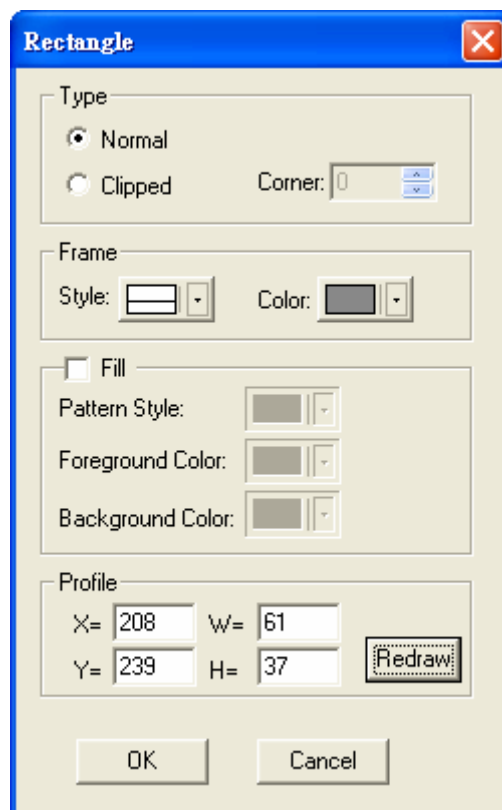 Rectangle
Type
Normal
Clipped Corner: 0
Frame
Style: Color:
Fill
Pattern Style:
Foreground Color:
Background Color:
Profile
X= 208 W= 61
Y= 239 H= 37
Redraw
OK Cancel